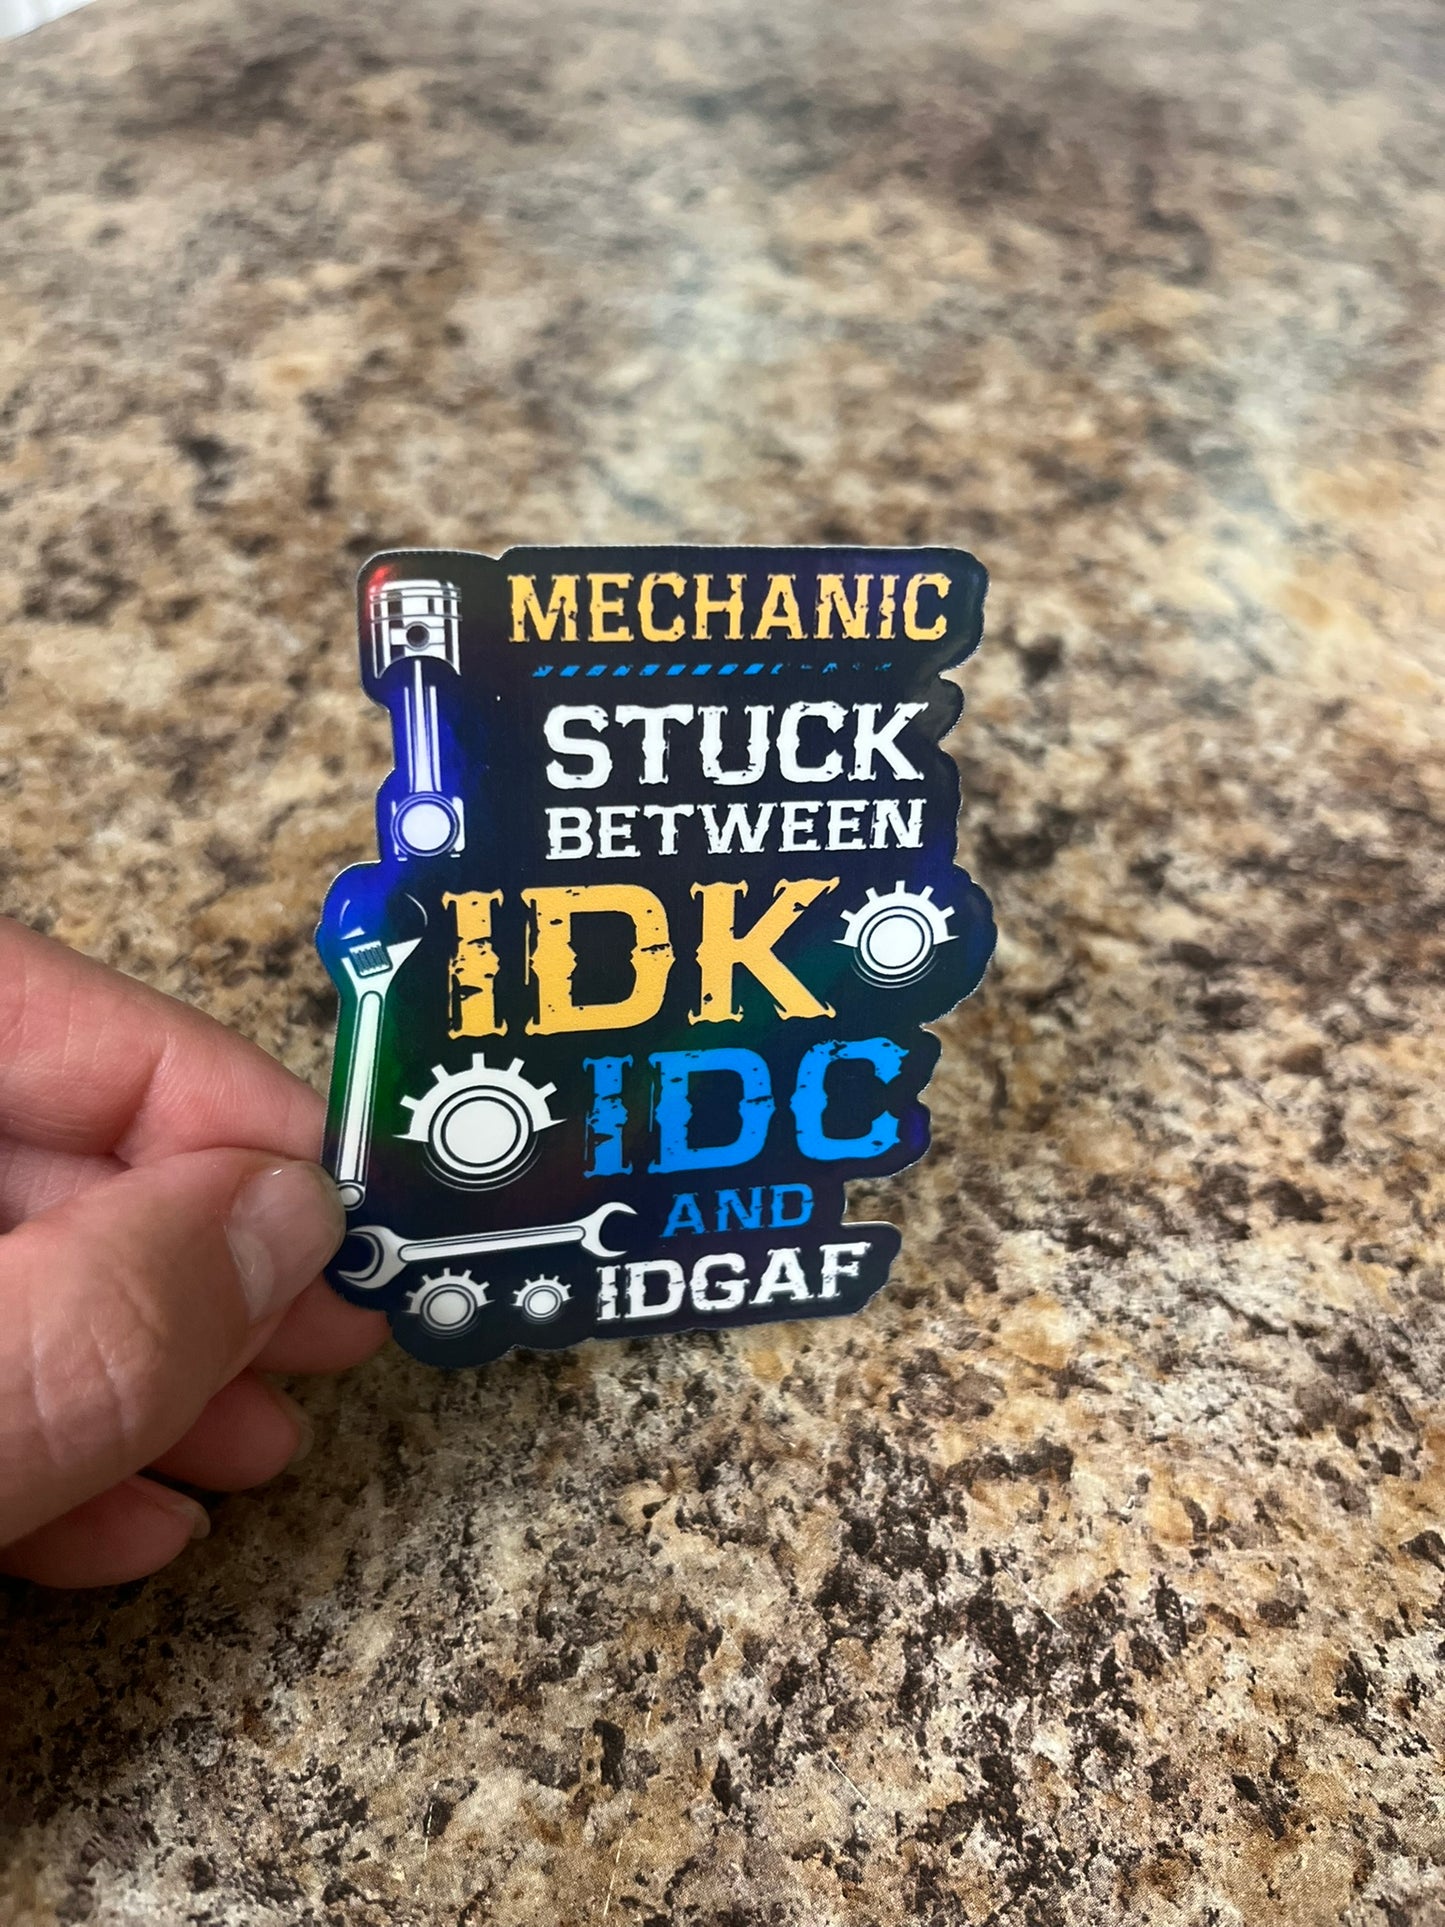 MECHANIC
STUCK
BETWEEN
IDK
IDC
AND
IDGAF